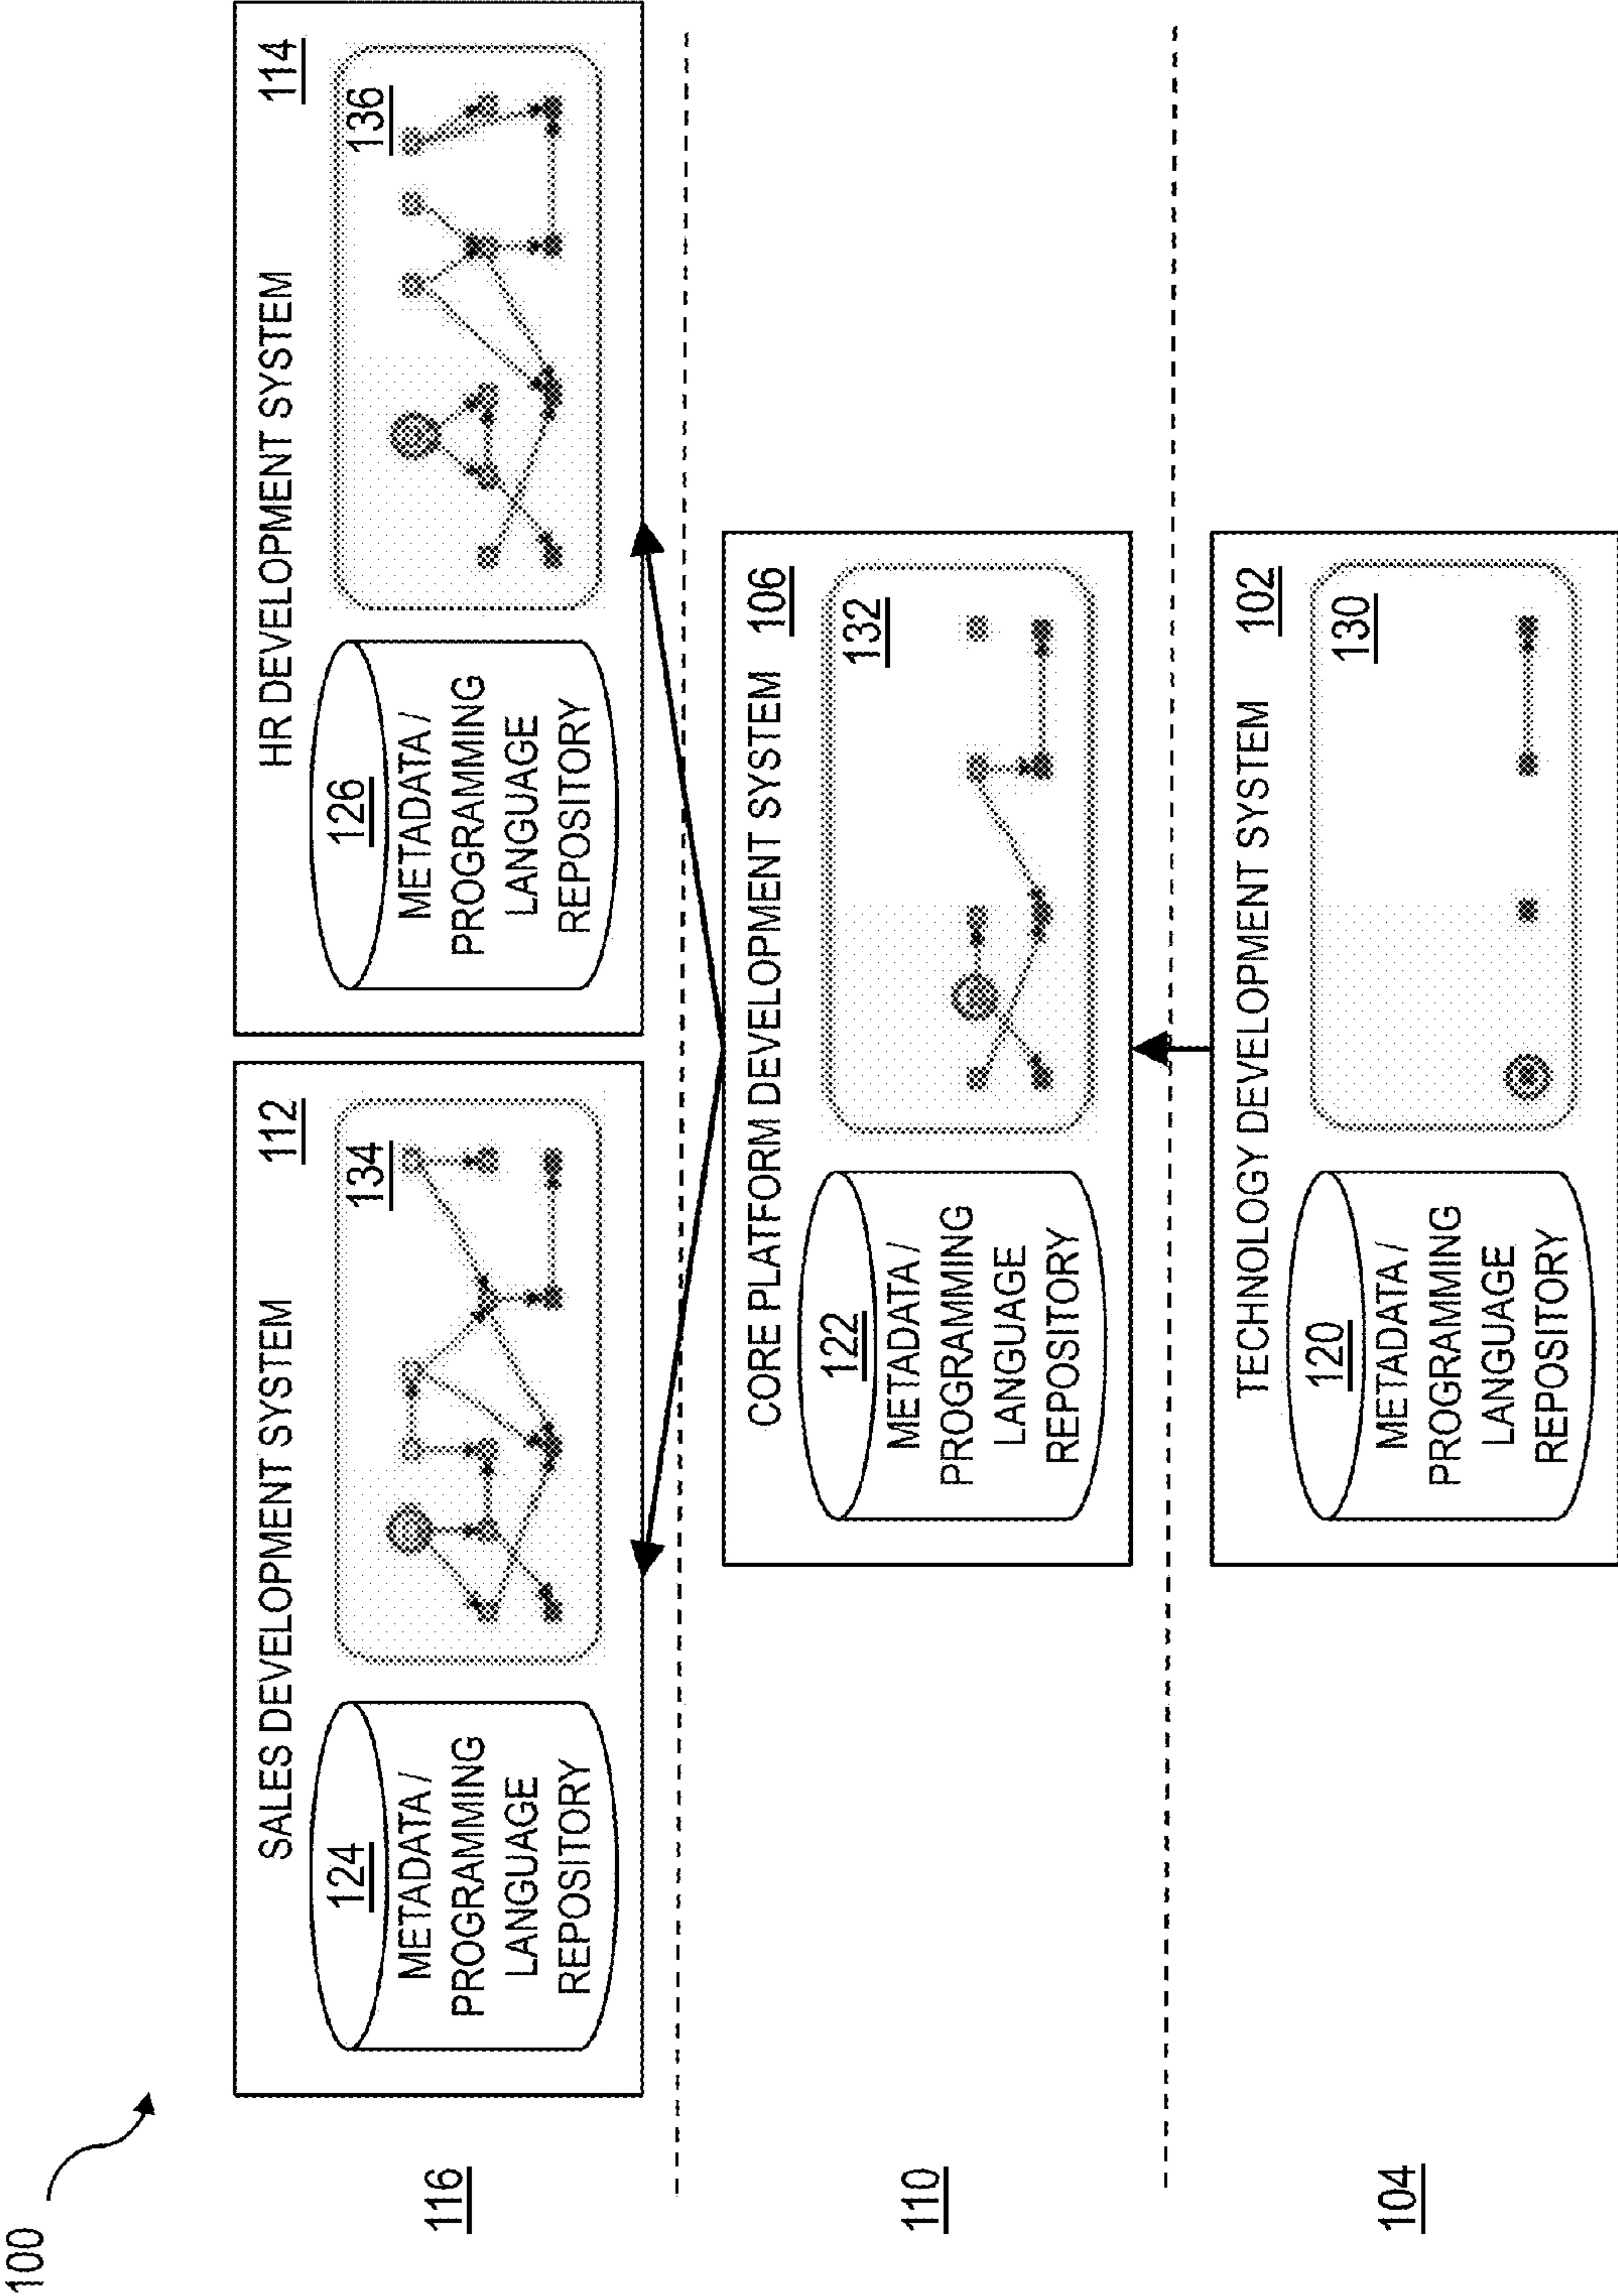 100
116
SALES DEVELOPMENT SYSTEM
112
124
METADATA /
PROGRAMMING
LANGUAGE
REPOSITORY
134
HR DEVELOPMENT SYSTEM
114
126
METADATA /
PROGRAMMING
LANGUAGE
REPOSITORY
136
110
CORE PLATFORM DEVELOPMENT SYSTEM
106
122
METADATA /
PROGRAMMING
LANGUAGE
REPOSITORY
132
104
TECHNOLOGY DEVELOPMENT SYSTEM
102
120
METADATA /
PROGRAMMING
LANGUAGE
REPOSITORY
130